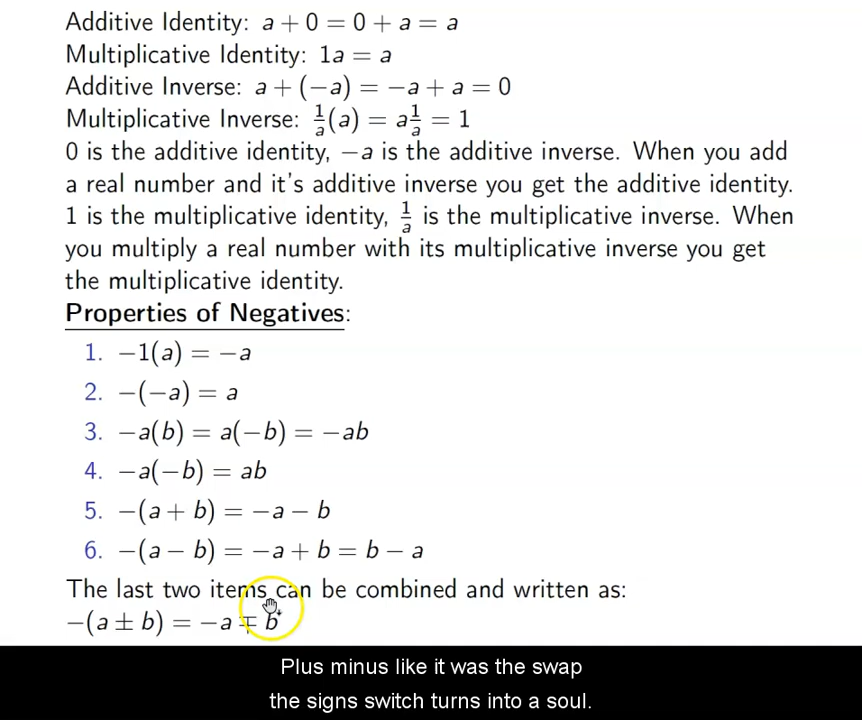 Additive Identity: a + 0 = 0 + a = a
Multiplicative Identity: 1a = a
Additive Inverse: a + (−a) = −a + a = 0
Multiplicative Inverse: 1/a(a) = a1/a = 1
0 is the additive identity, −a is the additive inverse. When you add
a real number and it's additive inverse you get the additive identity.
1 is the multiplicative identity, 1/a is the multiplicative inverse. When
you multiply a real number with its multiplicative inverse you get
the multiplicative identity.
Properties of Negatives:
1. −1(a) = −a
2. −(−a) = a
3. −a(b) = a(−b) = −ab
4. −a(−b) = ab
5. −(a + b) = −a − b
6. −(a − b) = −a + b = b − a
The last two items can be combined and written as:
−(a ± b) = −a ∓ b
Plus minus like it was the swap
the signs switch turns into a soul.